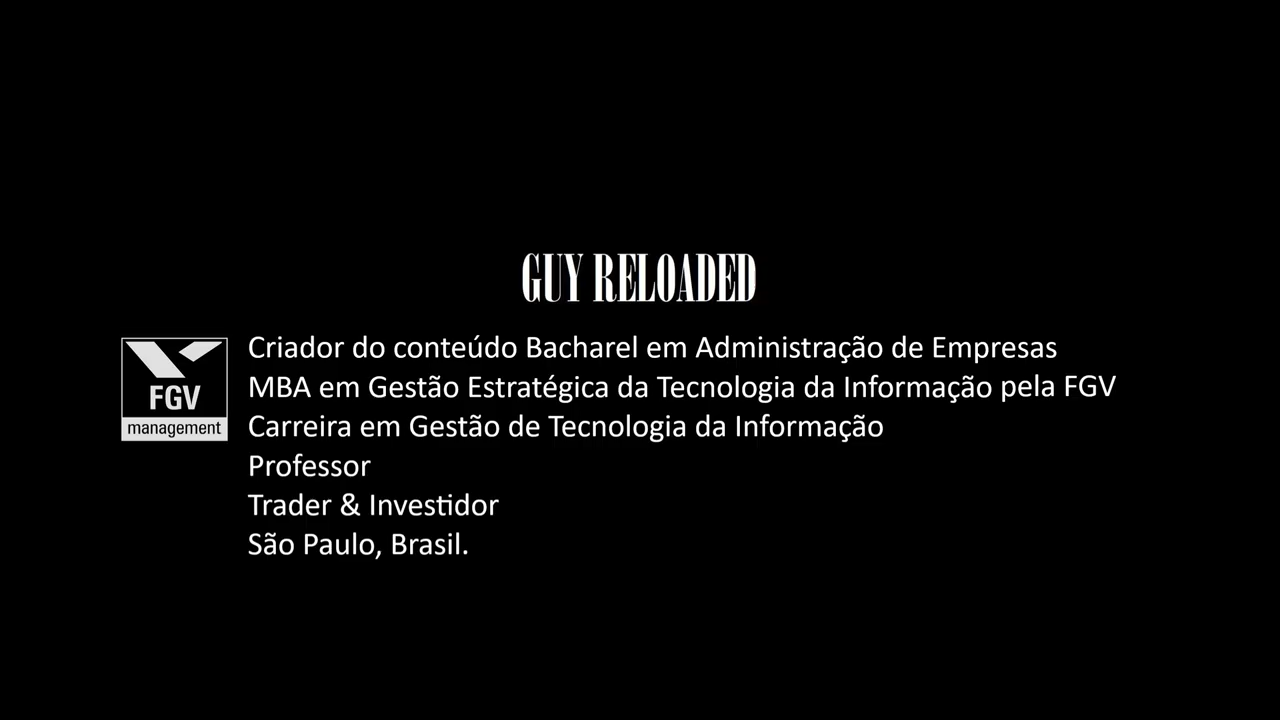 GUY RELOADED
FGV
management
Criador do conteúdo Bacharel em Administração de Empresas
MBA em Gestão Estratégica da Tecnologia da Informação pela FGV
Carreira em Gestão de Tecnologia da Informação
Professor
Trader & Investidor
São Paulo, Brasil.